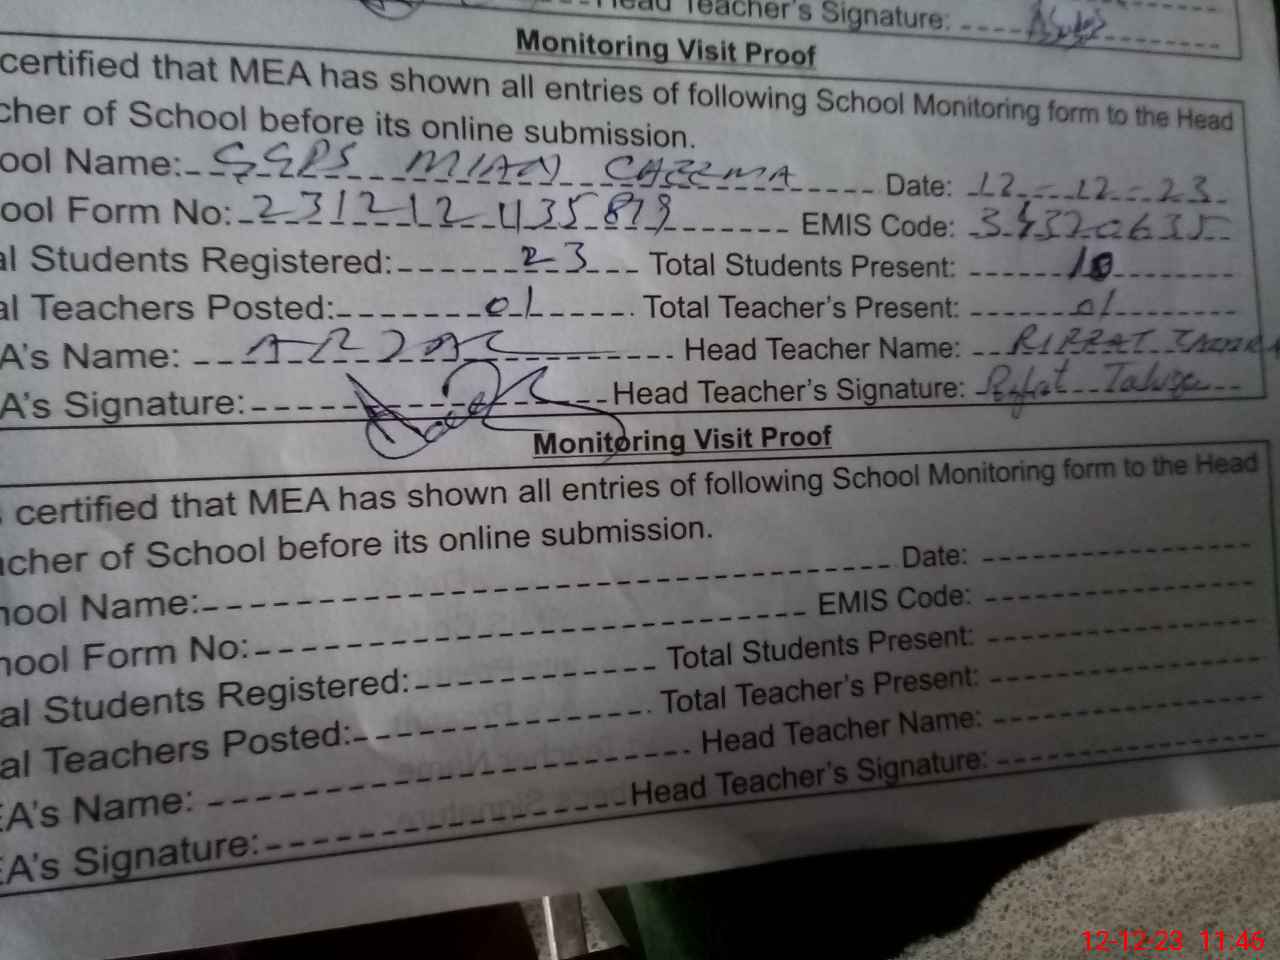 Head Teacher's Signature:
Monitoring Visit Proof
certified that MEA has shown all entries of following School Monitoring form to the Head
cher of School before its online submission.
ool Name: MIAN Date: 12-12-23
ool Form No: 231212435879 EMIS Code: 34320635
al Students Registered: 23 Total Students Present: 10
al Teachers Posted: 01 Total Teacher's Present: 01
A's Name: Head Teacher Name:
A's Signature: Head Teacher's Signature:
Monitoring Visit Proof
certified that MEA has shown all entries of following School Monitoring form to the Head
cher of School before its online submission.
hool Name: Date:
hool Form No: EMIS Code:
al Students Registered: Total Students Present:
al Teachers Posted: Total Teacher's Present:
EA's Name: Head Teacher Name:
EA's Signature: Head Teacher's Signature:
12-12-23 11:46